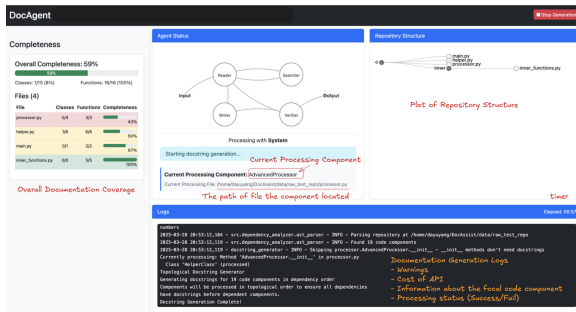 DocAgent
Stop Generation
Completeness
Overall Completeness: 59%
59%
Classes: 1/13 (8%) Functions: 16/16 (100%)
Files (4)
File Classes Functions Completeness
processor.py 0/4 3/3 43%
helper.py 1/6 6/6 50%
main.py 0/1 2/2 67%
inner_functions.py 0/0 5/5 100%
Overall Documentation Coverage
Agent Status
Reader
Searcher
Input
Output
Writer
Verifier
Processing with System
Starting docstring generation...
Current Processing Component
Current Processing Component: AdvancedProcessor
Current Processing File: /home/dayuyang/DocAssist/data/raw_test_repo/processor.py
The path of file the component located
Repository Structure
main.py
helper.py
processor.py
inner
inner_functions.py
Plot of Repository Structure
timer
Logs
Elapsed: 00:57
numbers
2025-03-28 20:53:12,104 - src.dependency_analyzer.ast_parser - INFO - Parsing repository at /home/dayuyang/DocAssist/data/raw_test_repo
2025-03-28 20:53:12,119 - src.dependency_analyzer.ast_parser - INFO - Found 19 code components
2025-03-28 20:53:12,119 - docstring_generator - INFO - Skipping processor.AdvancedProcessor.__init__ - __init__ methods don't need docstrings
Currently processing: Method 'AdvancedProcessor.__init__' in processor.py
Class 'HelperClass' (processed)
Topological Docstring Generator
Generating docstrings for 19 code components in dependency order
Components will be processed in topological order to ensure all dependencies
have docstrings before dependent components.
Docstring Generation Complete!
Documentation Generation Logs
- Warnings
- Cost of API
- Information about the focal code component
- Processing status (Success/Fail)